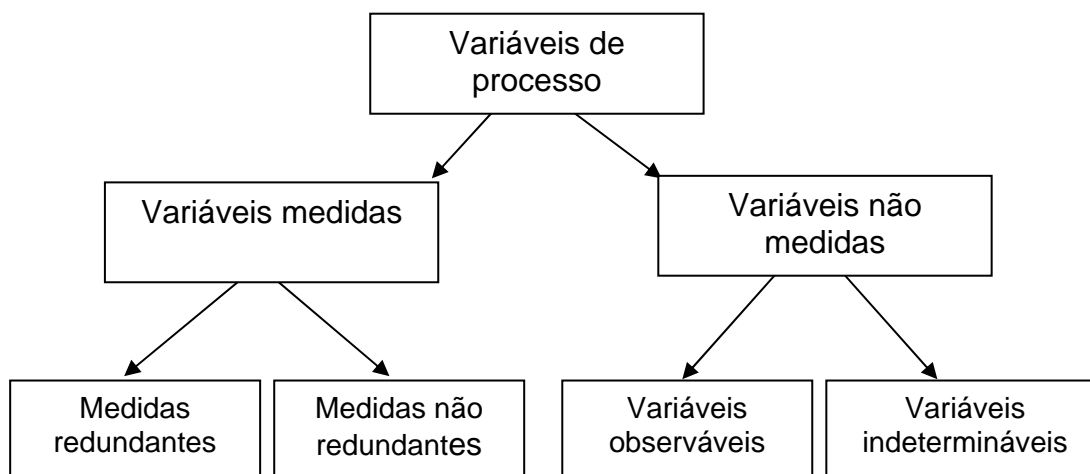 Variáveis de
processo
Variáveis medidas
Variáveis não
medidas
Medidas
redundantes
Medidas não
redundantes
Variáveis
observáveis
Variáveis
indetermináveis